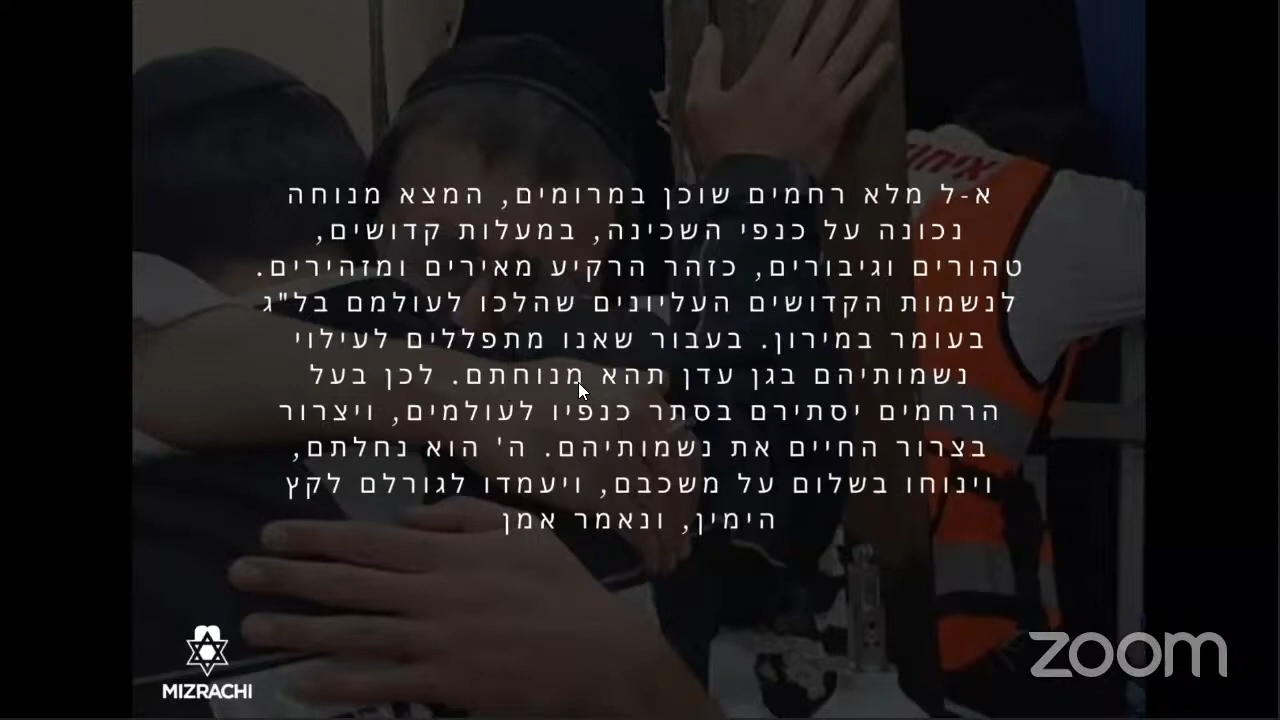 איחוד
א-ל מלא רחמים שוכן במרומים, המצא מנוחה
נכונה על כנפי השכינה, במעלות קדושים,
טהורים וגיבורים, כזהר הרקיע מאירים ומזהירים.
לנשמות הקדושים העליונים שהלכו לעולמם בל"ג
בעומר במירון. בעבור שאנו מתפללים לעילוי
נשמותיהם בגן עדן תהא מנוחתם. לכן בעל
הרחמים יסתירם בסתר כנפיו לעולמים, ויצרור
בצרור החיים את נשמותיהם. ה' הוא נחלתם,
וינוחו בשלום על משכבם, ויעמדו לגורלם לקץ
הימין, ונאמר אמן
MIZRACHI
zoom